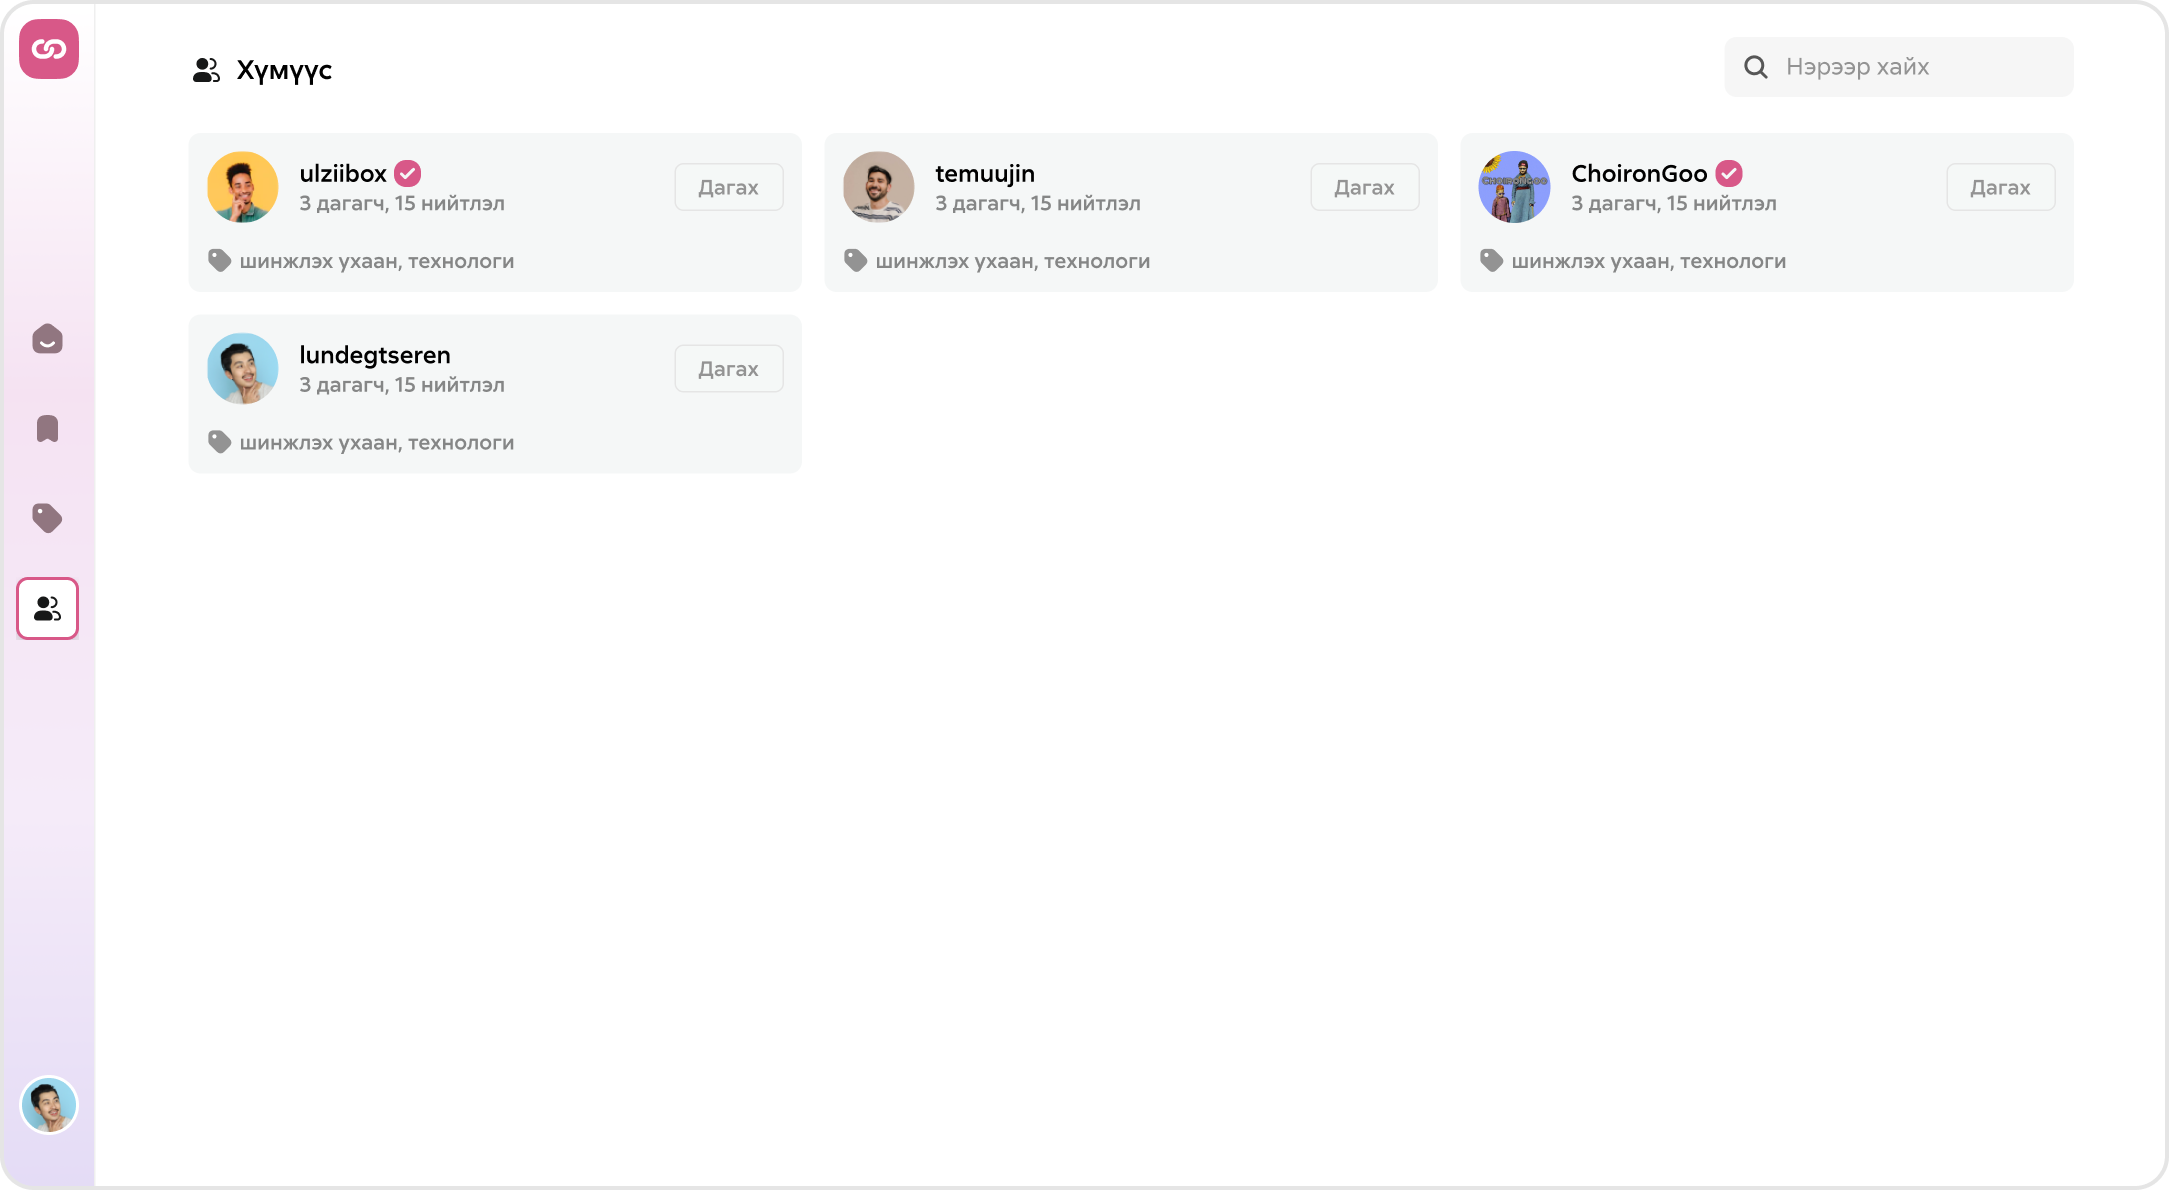 Хүмүүс
Нэрээр хайх
ulziibox
3 дагагч, 15 нийтлэл
Дагах
шинжлэх ухаан, технологи
temuujin
3 дагагч, 15 нийтлэл
Дагах
шинжлэх ухаан, технологи
CHOIRONGOO
ChoironGoo
3 дагагч, 15 нийтлэл
Дагах
шинжлэх ухаан, технологи
lundegtseren
3 дагагч, 15 нийтлэл
Дагах
шинжлэх ухаан, технологи